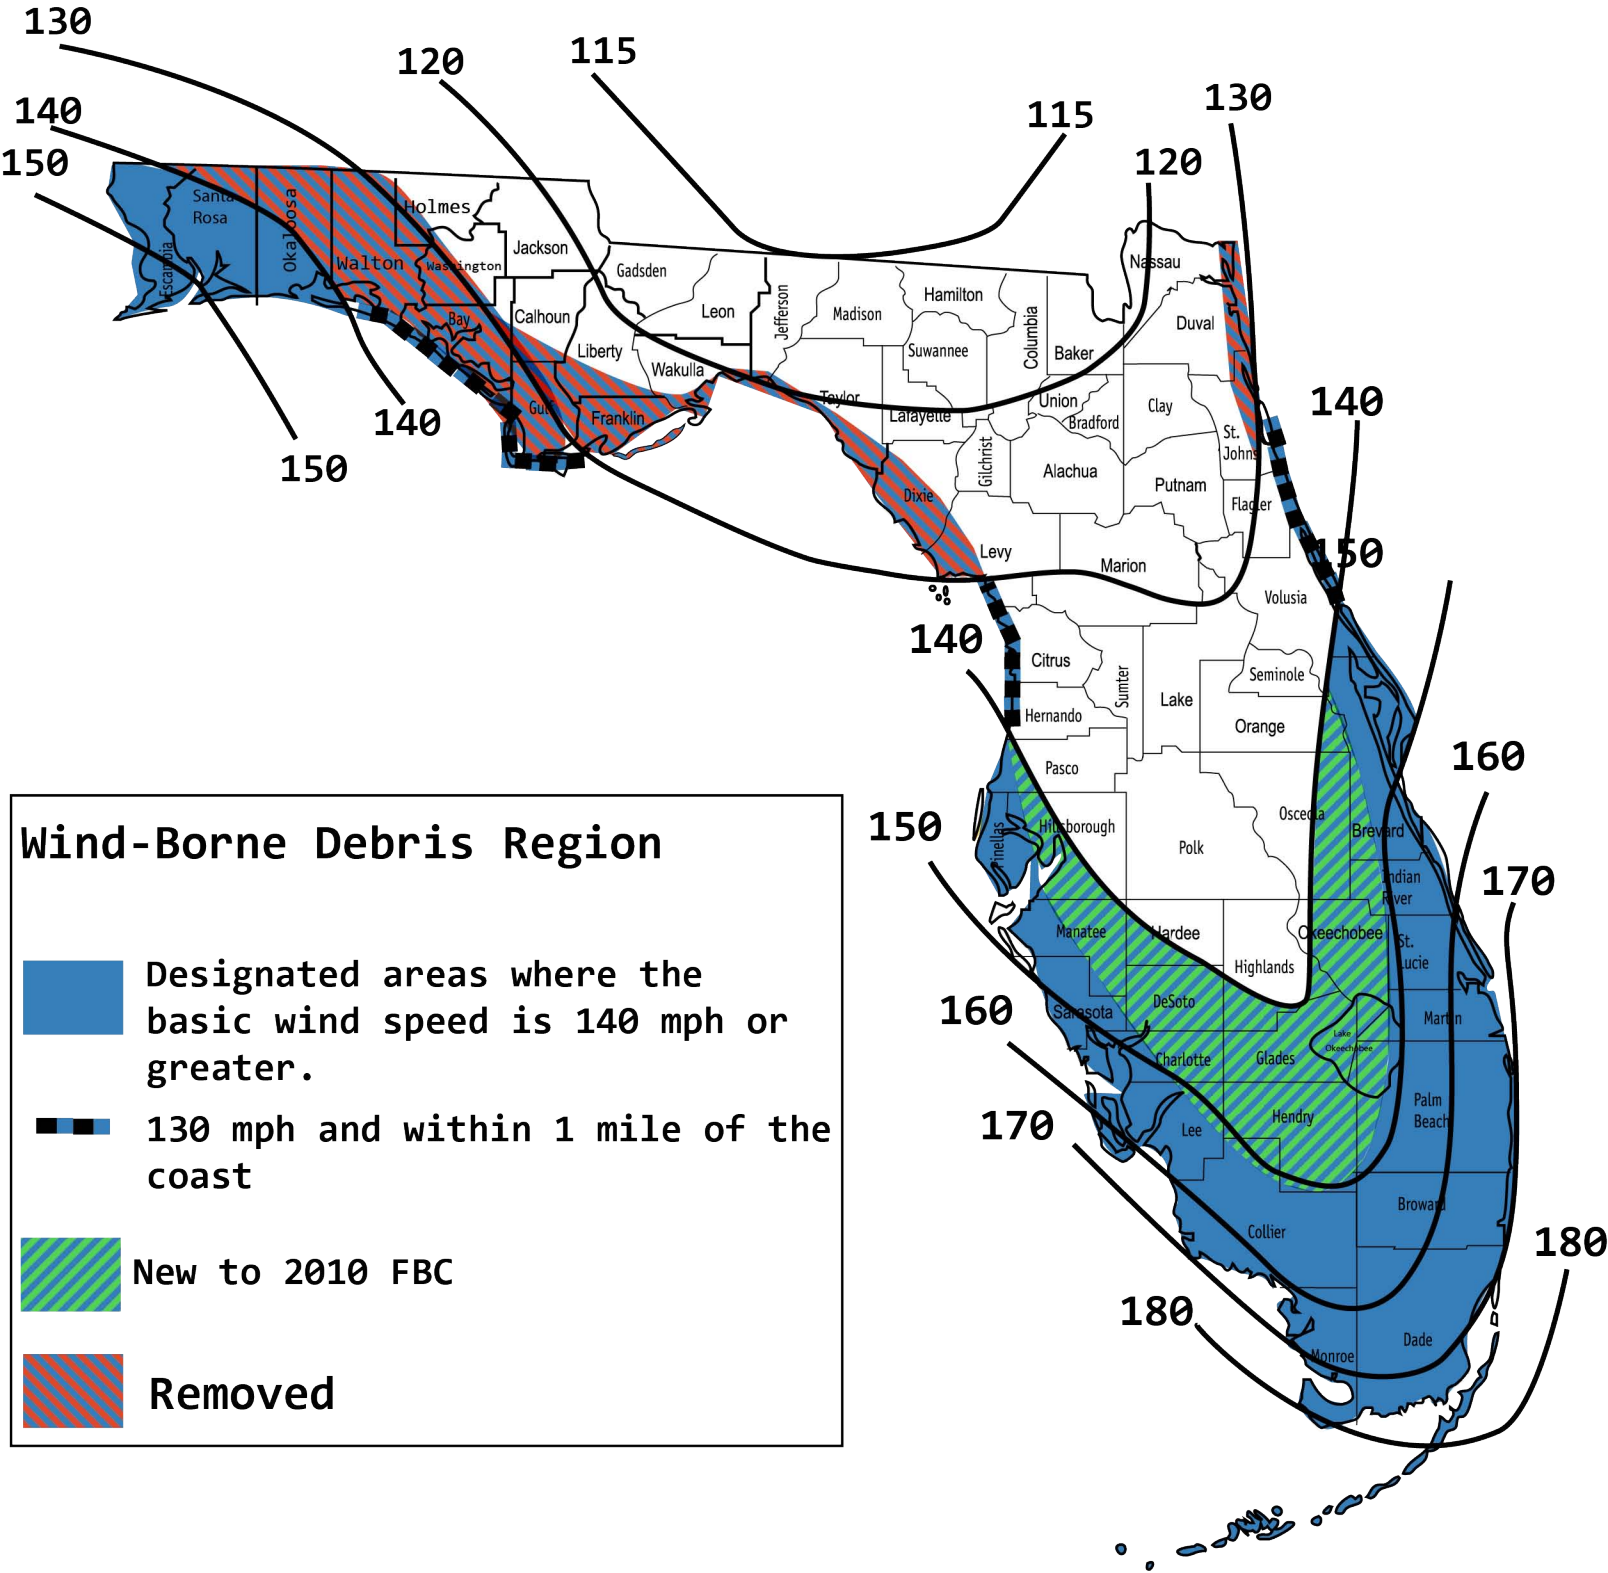 130
120
115
140
150
115
130
120
Santa
Rosa
Escambia
Okaloosa
Walton
Holmes
Washington
Jackson
Bay
Calhoun
Gulf
Liberty
Franklin
Gadsden
Leon
Wakulla
Jefferson
Madison
Taylor
Hamilton
Suwannee
Lafayette
Columbia
Baker
Nassau
Duval
Union
Bradford
Clay
St.
Johns
Gilchrist
Alachua
Putnam
Flagler
Dixie
Levy
Marion
Volusia
140
150
140
150
140
Citrus
Sumter
Lake
Seminole
Hernando
Orange
Pasco
Hillsborough
Pinellas
Polk
Osceola
Brevard
Indian
River
160
170
150
160
170
180
180
Manatee
Hardee
Highlands
Okeechobee
St.
Lucie
Sarasota
DeSoto
Martin
Lake
Okeechobee
Charlotte
Glades
Palm
Beach
Lee
Hendry
Collier
Broward
Dade
Monroe
Wind-Borne Debris Region
Designated areas where the
basic wind speed is 140 mph or
greater.
130 mph and within 1 mile of the
coast
New to 2010 FBC
Removed